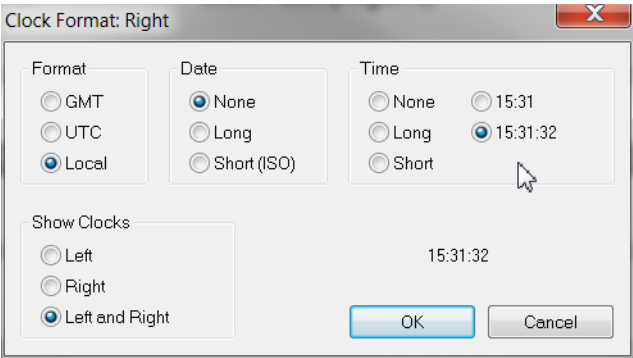 Clock Format: Right
Format
GMT
UTC
Local
Date
None
Long
Short (ISO)
Time
None
Long
Short
15:31
15:31:32
Show Clocks
Left
Right
Left and Right
15:31:32
OK
Cancel